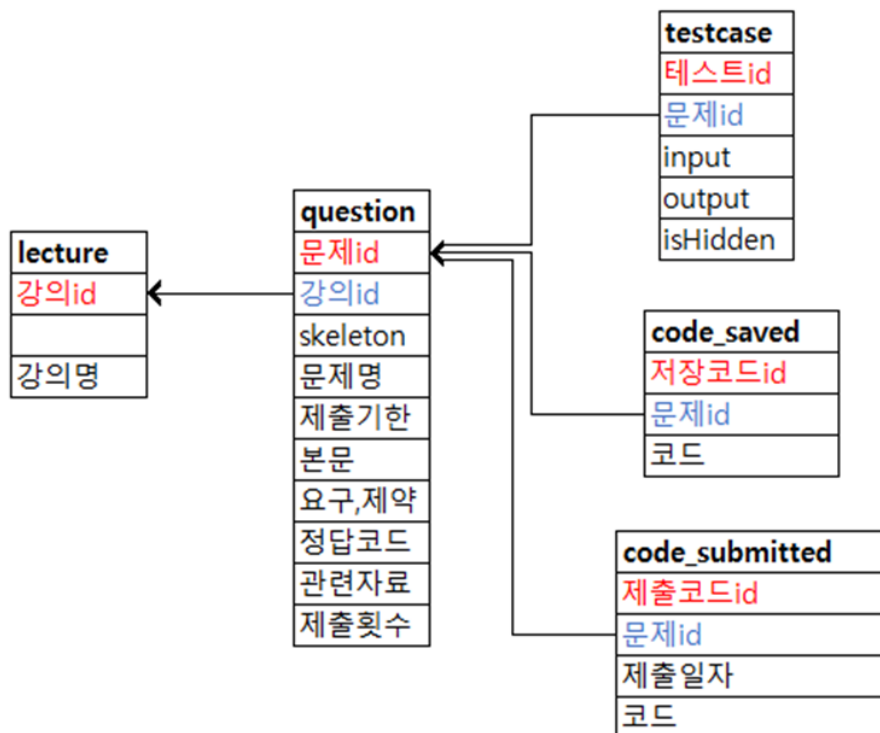 lecture
강의id
강의명
question
문제id
강의id
skeleton
문제명
제출기한
본문
요구,제약
정답코드
관련자료
제출횟수
testcase
테스트id
문제id
input
output
isHidden
code_saved
저장코드id
문제id
코드
code_submitted
제출코드id
문제id
제출일자
코드